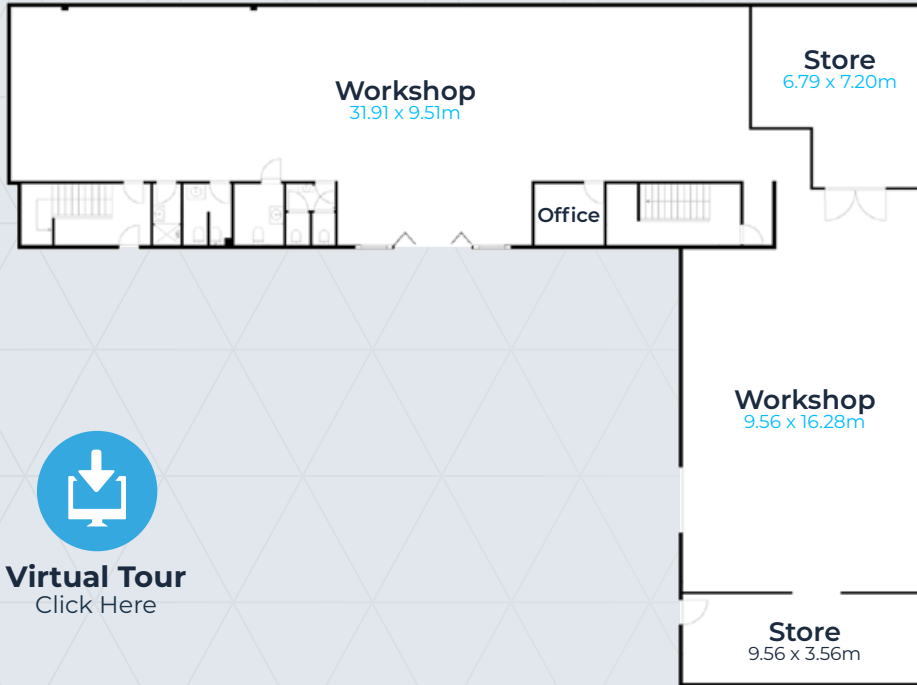 Store
6.79 x 7.20m
Workshop
31.91 x 9.51m
Office
Workshop
9.56 x 16.28m
Virtual Tour
Click Here
Store
9.56 x 3.56m